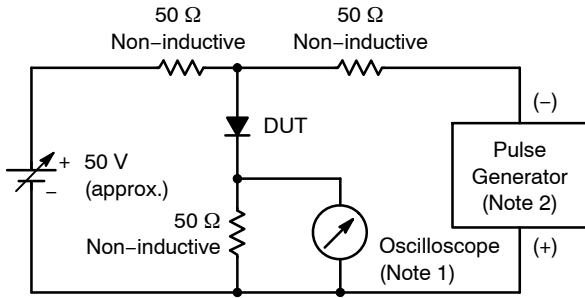 50 Ω
Non−inductive
50 Ω
Non−inductive
DUT
(−)
+
50 V
−
(approx.)
Pulse
Generator
(Note 2)
50 Ω
Non−inductive
Oscilloscope
(Note 1)
(+)